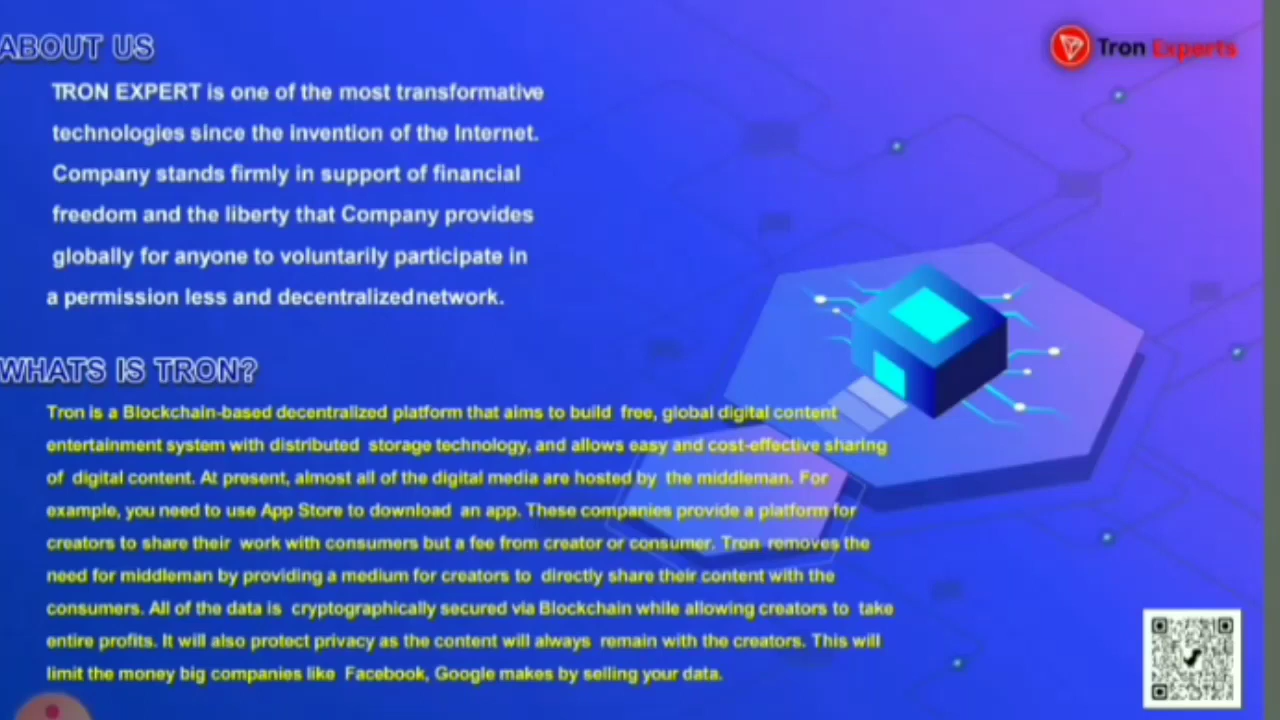 ABOUT US
Tron Experts
TRON EXPERT is one of the most transformative
technologies since the invention of the Internet.
Company stands firmly in support of financial
freedom and the liberty that Company provides
globally for anyone to voluntarily participate in
a permission less and decentralized network.
WHATS IS TRON?
Tron is a Blockchain-based decentralized platform that aims to build free, global digital content
entertainment system with distributed storage technology, and allows easy and cost-effective sharing
of digital content. At present, almost all of the digital media are hosted by the middleman. For
example, you need to use App Store to download an app. These companies provide a platform for
creators to share their work with consumers but a fee from creator or consumer. Tron removes the
need for middleman by providing a medium for creators to directly share their content with the
consumers. All of the data is cryptographically secured via Blockchain while allowing creators to take
entire profits. It will also protect privacy as the content will always remain with the creators. This will
limit the money big companies like Facebook, Google makes by selling your data.